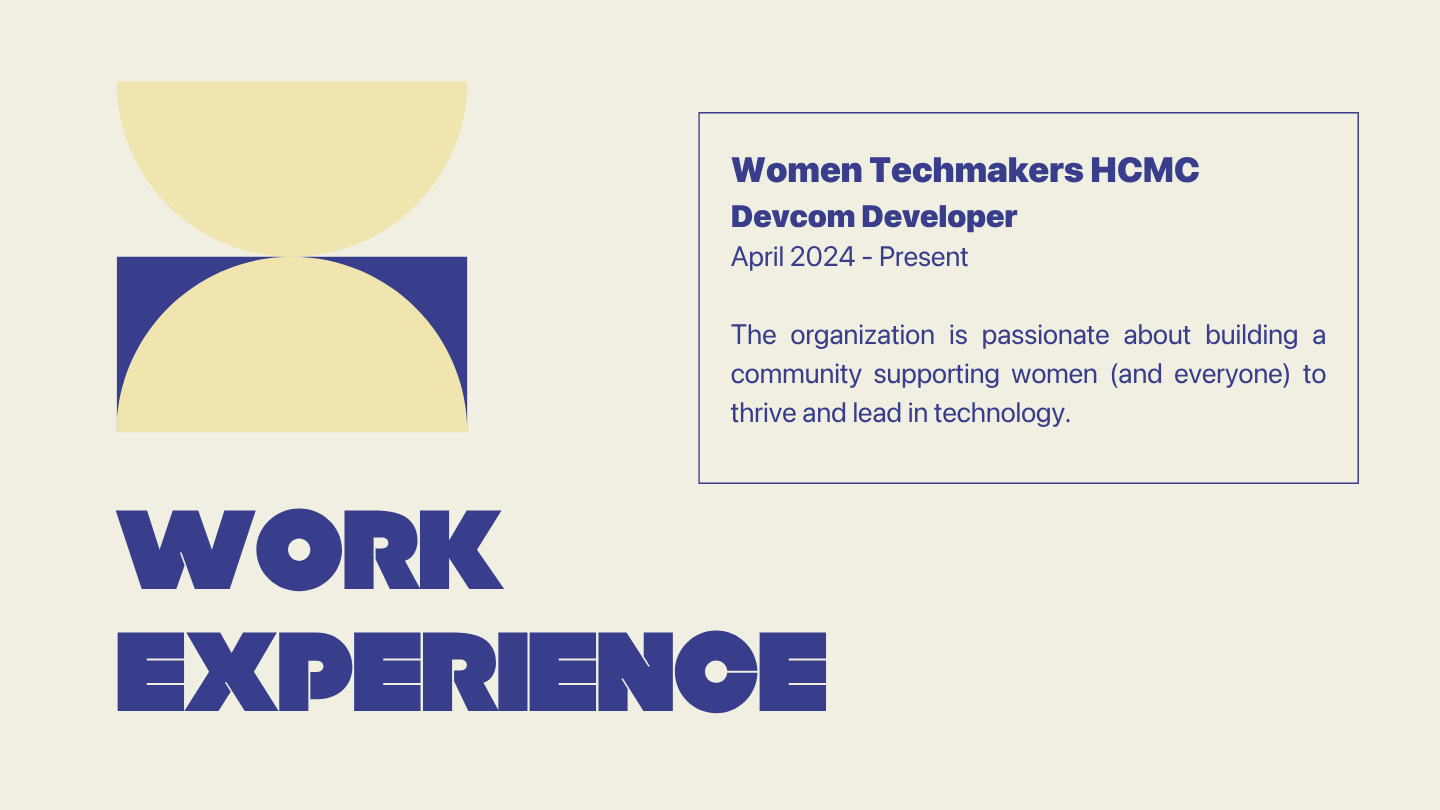 Women Techmakers HCMC
Devcom Developer
April 2024 - Present
The organization is passionate about building a
community supporting women (and everyone) to
thrive and lead in technology.
WORK
EXPERIENCE